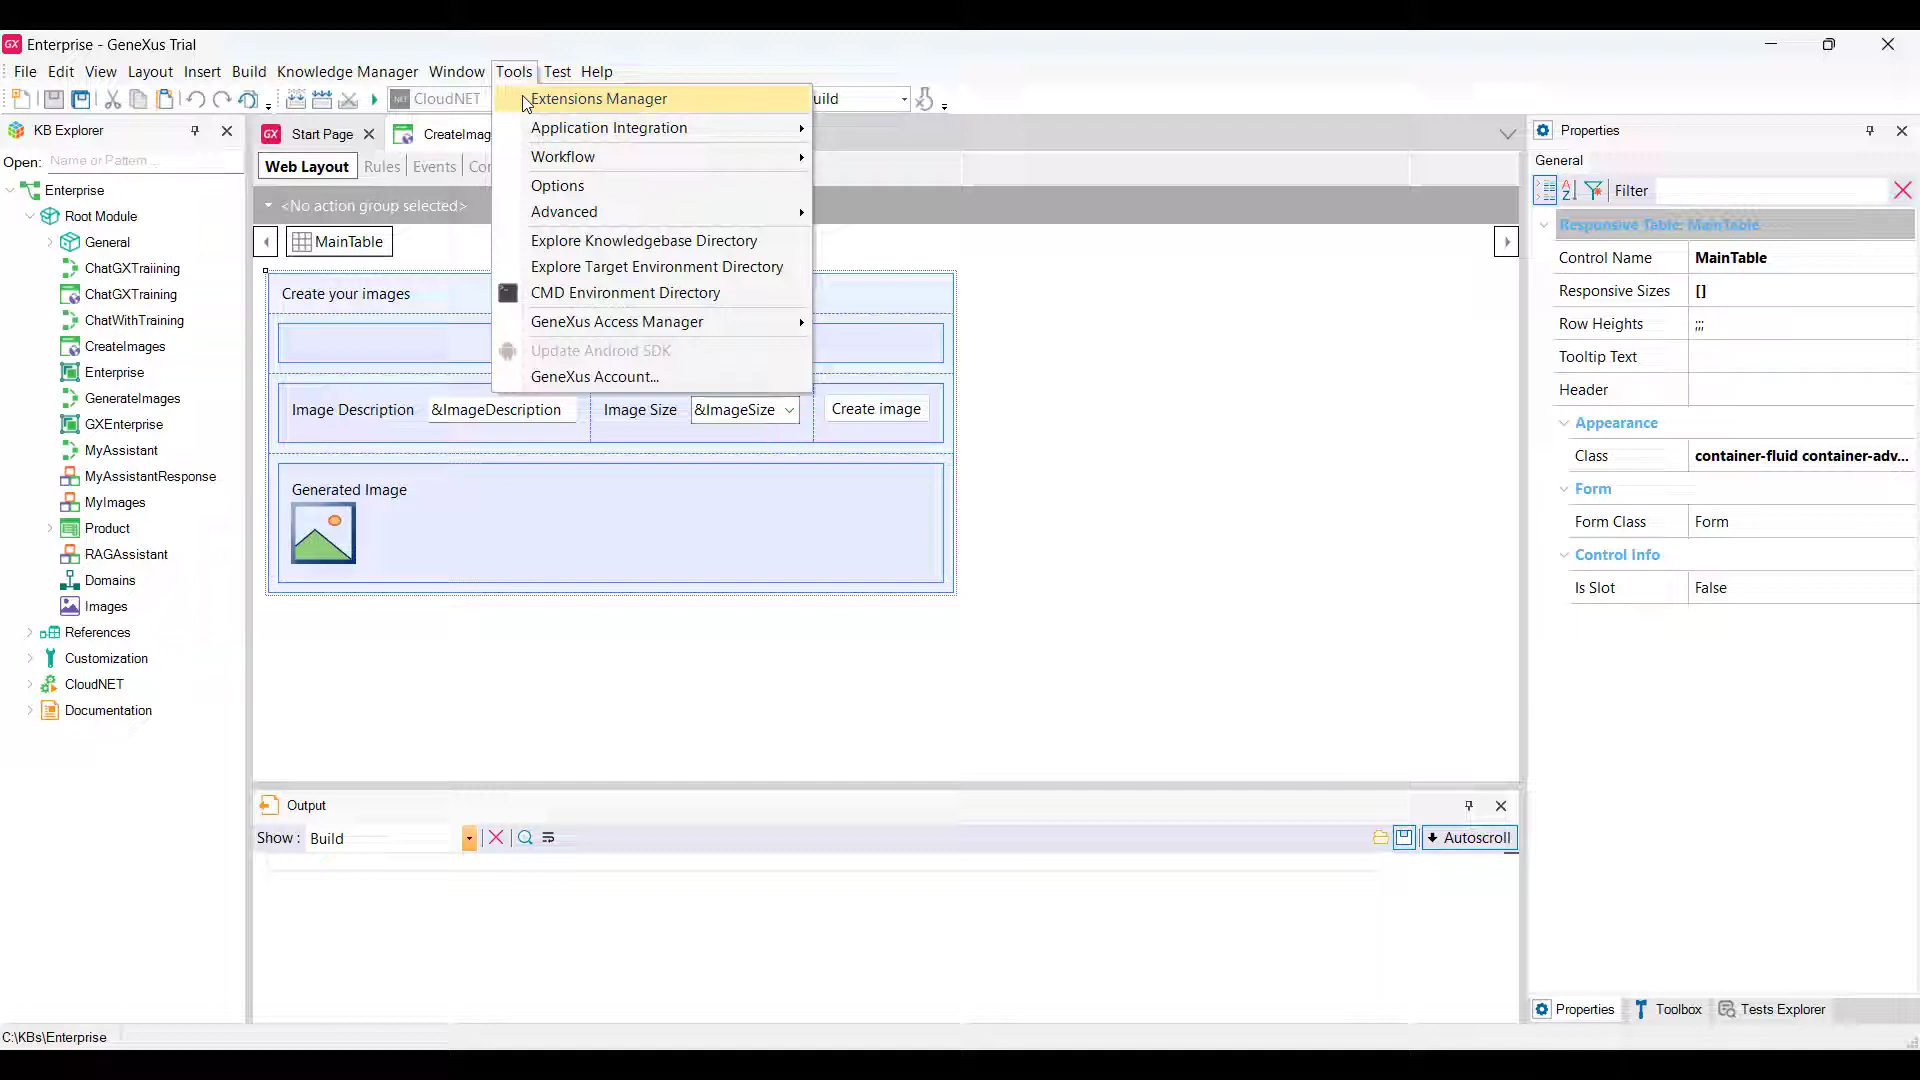 GX Enterprise - GeneXus Trial
File Edit View Layout Insert Build Knowledge Manager Window Tools Test Help
.NET CloudNET
uild
KB Explorer
Open: Name or Pattern...
Enterprise
Root Module
General
ChatGXTraiining
ChatGXTraining
ChatWithTraining
CreateImages
Enterprise
GenerateImages
GXEnterprise
MyAssistant
MyAssistantResponse
MyImages
Product
RAGAssistant
Domains
Images
References
Customization
CloudNET
Documentation
GX Start Page
CreateImag
Web Layout Rules Events Co
<No action group selected>
MainTable
Create your images
Image Description &ImageDescription Image Size &ImageSize Create image
Generated Image
Extensions Manager
Application Integration
Workflow
Options
Advanced
Explore Knowledgebase Directory
Explore Target Environment Directory
CMD Environment Directory
GeneXus Access Manager
Update Android SDK
GeneXus Account...
Output
Show: Build
Autoscroll
Properties
General
AZ Filter
Responsive Table: MainTable
Control Name MainTable
Responsive Sizes []
Row Heights ;;;
Tooltip Text
Header
Appearance
Class container-fluid container-adv...
Form
Form Class Form
Control Info
Is Slot False
Properties Toolbox Tests Explorer
C:\KBs\Enterprise